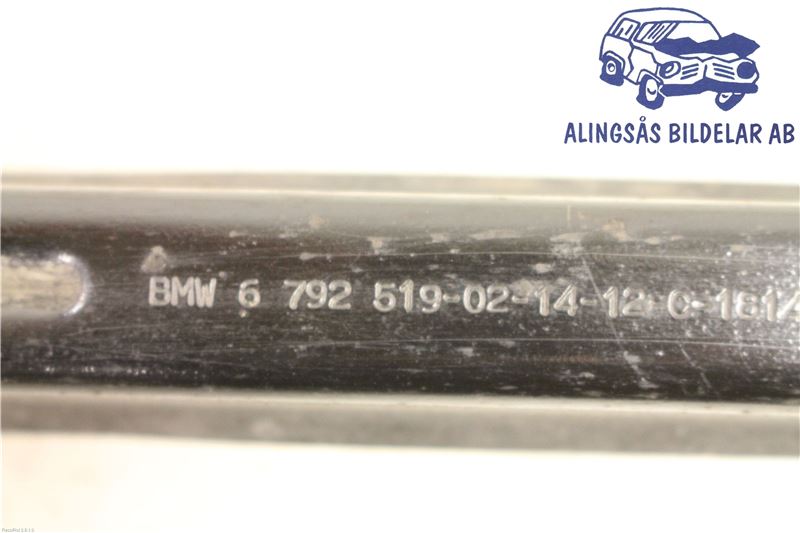 ALINGSÅS BILDELAR AB
BMW 6 792 519-02-14-12-C-181/